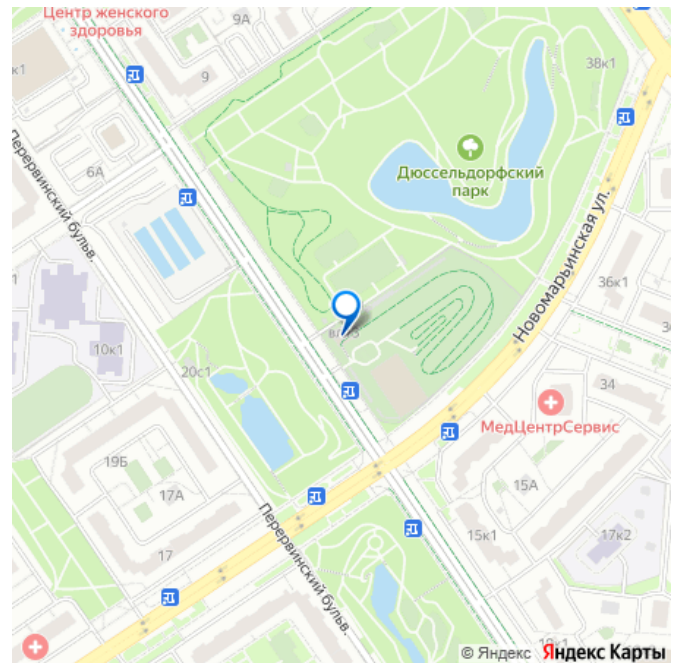 Центр женского
здоровья
9А
9
к1
38к1
6А
Перервинский бульв.
Дюссельдорфский
парк
Новомарьинская ул.
36к1
10к1
20с1
34
МедЦентрСервис
19Б
17А
15А
17
15к1
17к2
Перервинский бульв.
© Яндекс Яндекс Карты